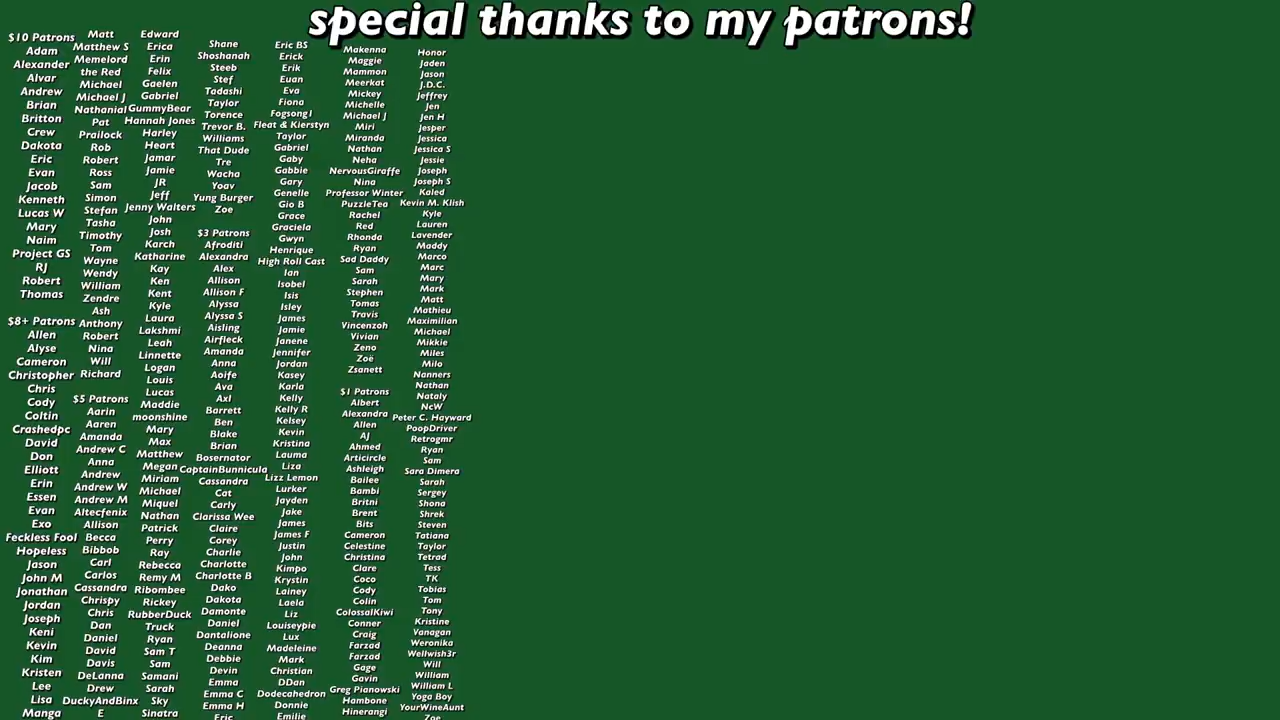 special thanks to my patrons!
$10 Patrons
Adam
Alexander
Alvar
Andrew
Brian
Britton
Crew
Dakota
Eric
Evan
Jacob
Kenneth
Lucas W
Mary
Naim
Project GS
RJ
Robert
Thomas
$8+ Patrons
Allen
Alyse
Cameron
Christopher
Chris
Cody
Coltin
Crashedpc
David
Don
Elliott
Erin
Essen
Evan
Exo
Feckless Fool
Hopeless
Jason
John M
Jonathan
Jordan
Joseph
Keni
Kevin
Kim
Kristen
Lee
Lisa
Manga
Matt
Matthew S
Memelord
the Red
Michael
Michael J
Nathanial
Pat
Prailock
Rob
Robert
Ross
Sam
Simon
Stefan
Tasha
Timothy
Tom
Wayne
Wendy
William
Zendre
Ash
Anthony
Robert
Nina
Will
Richard
$5 Patrons
Aarin
Aaren
Amanda
Andrew C
Anna
Andrew
Andrew W
Andrew M
Altecfenix
Allison
Becca
Bibbob
Carl
Carlos
Cassandra
Chrispy
Chris
Dan
Daniel
David
Davis
DeLanna
Drew
DuckyAndBinx
E
Edward
Erica
Erin
Felix
Gaelen
Gabriel
GummyBear
Hannah Jones
Harley
Heart
Jamar
Jamie
JR
Jeff
Jenny Walters
John
Josh
Karch
Katharine
Kay
Ken
Kent
Kyle
Laura
Lakshmi
Leah
Linnette
Logan
Louis
Lucas
Maddie
moonshine
Mary
Max
Matthew
Megan
Miriam
Michael
Miquel
Nathan
Patrick
Perry
Ray
Rebecca
Remy M
Ribombee
Rickey
RubberDuck
Truck
Ryan
Sam T
Sam
Samani
Sarah
Sky
Sinatra
Shane
Shoshanah
Steeb
Stef
Tadashi
Taylor
Torence
Trevor B.
Williams
That Dude
Tre
Wacha
Yoav
Yung Burger
Zoe
$3 Patrons
Afroditi
Alexandra
Alex
Allison
Allison F
Alyssa
Alyssa S
Aisling
Airfleck
Amanda
Anna
Aoife
Ava
Axl
Barrett
Ben
Blake
Brian
Bosernator
CaptainBunnicula
Cassandra
Cat
Carly
Clarissa Wee
Claire
Corey
Charlie
Charlotte
Charlotte B
Dako
Dakota
Damonte
Daniel
Dantalione
Deanna
Debbie
Devin
Emma
Emma C
Emma H
Eric
Eric BS
Erick
Erik
Euan
Eva
Fiona
Fogsong1
Fleat & Kierstyn
Taylor
Gabriel
Gaby
Gabbie
Gary
Genelle
Gio B
Grace
Graciela
Gwyn
Henrique
High Roll Cast
Ian
Isobel
Isis
Isley
James
Jamie
Janene
Jennifer
Jordan
Kasey
Karla
Kelly
Kelly R
Kelsey
Kevin
Kristina
Lauma
Liza
Lizz Lemon
Lurker
Jayden
Jake
James
James F
Justin
John
Kimpo
Krystin
Lainey
Laela
Liz
Louiseypie
Lux
Madeleine
Mark
Christian
DDan
Dodecahedron
Donnie
Emilie
Makenna
Maggie
Mammon
Meerkat
Mickey
Michelle
Michael J
Miri
Miranda
Nathan
Neha
NervousGiraffe
Nina
Professor Winter
PuzzleTea
Rachel
Red
Rhonda
Ryan
Sad Daddy
Sam
Sarah
Stephen
Tomas
Travis
Vincenzoh
Vivian
Zeno
Zoë
Zsanett
$1 Patrons
Albert
Alexandra
Allen
AJ
Ahmed
Articircle
Ashleigh
Bailee
Bambi
Britni
Brent
Bits
Cameron
Celestine
Christina
Clare
Coco
Cody
Colin
ColossalKiwi
Conner
Craig
Farzad
Farzad
Gage
Gavin
Greg Pianowski
Hambone
Hinerangi
Honor
Jaden
Jason
J.D.C.
Jeffrey
Jen
Jen H
Jesper
Jessica
Jessica S
Jessie
Joseph
Joseph S
Kaled
Kevin M. Klish
Kyle
Lauren
Lavender
Maddy
Marco
Marc
Mary
Mark
Matt
Mathieu
Maximilian
Michael
Mikkie
Miles
Milo
Nanners
Nathan
Nataly
NcW
Peter C. Hayward
PoopDriver
Retrogmr
Ryan
Sam
Sara Dimera
Sarah
Sergey
Shona
Shrek
Steven
Tatiana
Taylor
Tetrad
Tess
TK
Tobias
Tom
Tony
Kristine
Vanagan
Weronika
Wellwish3r
Will
William
William L
Yoga Boy
YourWineAunt
Zoe